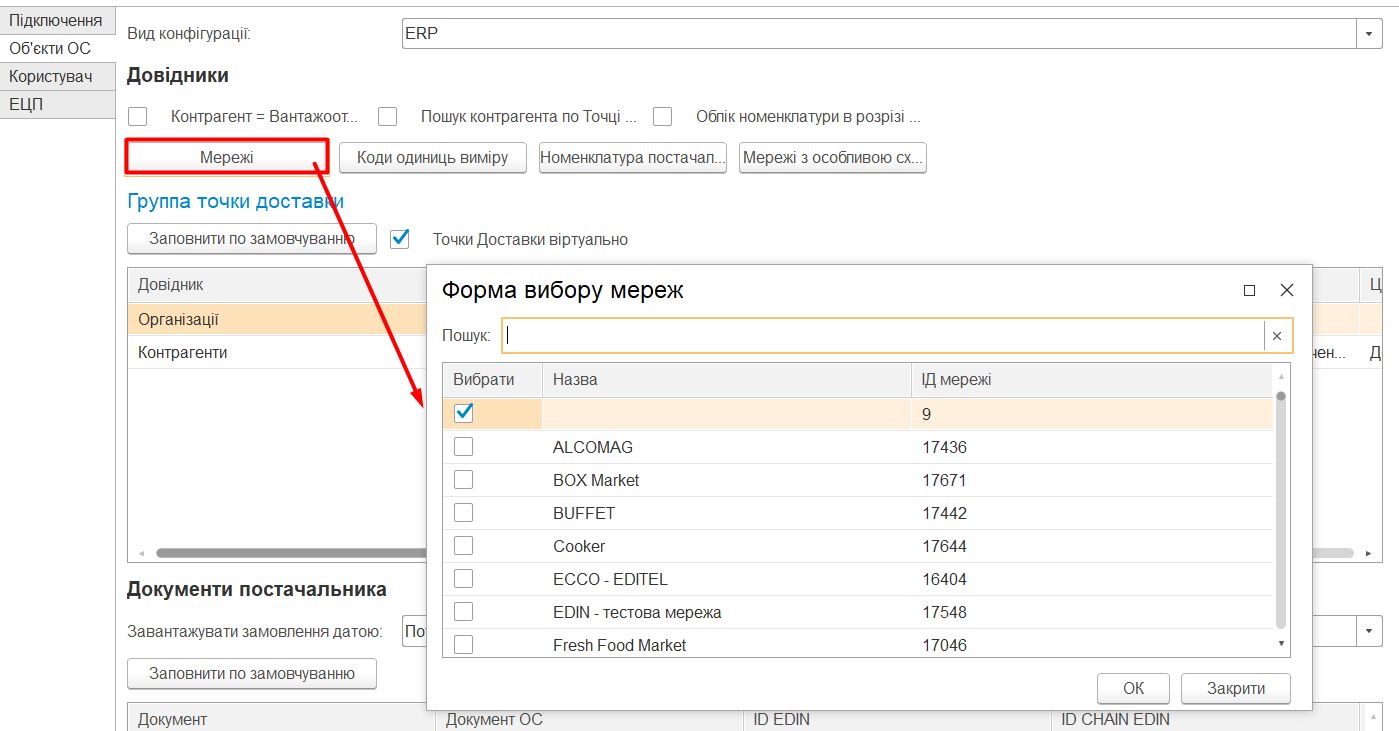 Підключення
Об'єкти ОС
Користувач
ЕЦП
Вид конфігурації: ERP
Довідники
Контрагент = Вантажоот... Пошук контрагента по Точці ... Облік номенклатури в розрізі ...
Мережі Коди одиниць виміру Номенклатура постачал... Мережі з особливою сх...
Группа точки доставки
Заповнити по замовчуванню Точки Доставки віртуально
Довідник
Організації
Контрагенти
Форма вибору мереж
Пошук:
Вибрати Назва ІД мережі
9
ALCOMAG 17436
BOX Market 17671
BUFFET 17442
Cooker 17644
ECCO - EDITEL 16404
EDIN - тестова мережа 17548
Fresh Food Market 17046
ОК Закрити
Документи постачальника
Завантажувати замовлення датою:
Заповнити по замовчуванню
Документ Документ ОС ID EDIN ID CHAIN EDIN